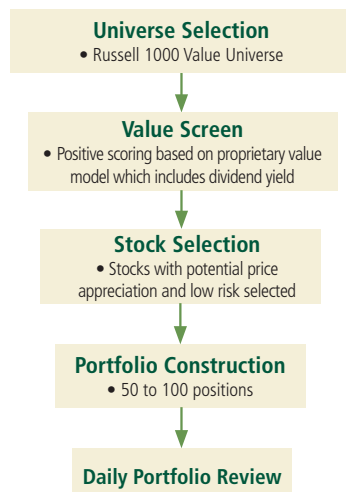 Universe Selection
• Russell 1000 Value Universe
Value Screen
• Positive scoring based on proprietary value
model which includes dividend yield
Stock Selection
• Stocks with potential price
appreciation and low risk selected
Portfolio Construction
• 50 to 100 positions
Daily Portfolio Review